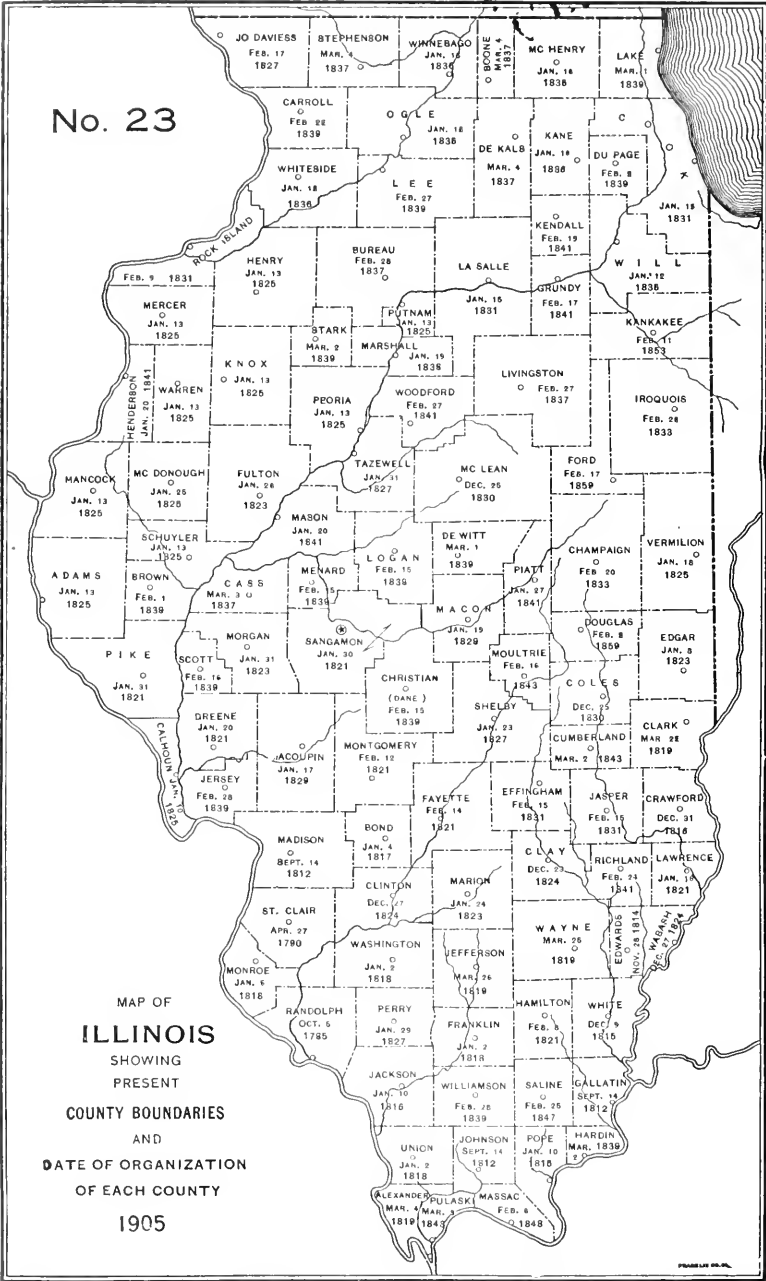 No. 23
JO DAVIESS
FEB. 17
1827
STEPHENSON
MAR. 4
1837
WINNEBAGO
JAN. 16
1836
BOONE
MAR. 4
1837
MC HENRY
JAN. 16
1836
LAKE
MAR. 1
1839
CARROLL
FEB 22
1839
OGLE
JAN. 16
1836
DE KALB
MAR. 4
1837
KANE
JAN. 16
1836
DU PAGE
FEB. 9
1839
C
K
JAN. 15
1831
WHITESIDE
JAN. 16
1836
LEE
FEB. 27
1839
KENDALL
FEB. 19
1841
ROCK ISLAND
FEB. 9 1831
HENRY
JAN. 13
1825
BUREAU
FEB. 28
1837
LA SALLE
JAN. 15
1831
GRUNDY
FEB. 17
1841
WILL
JAN. 12
1836
MERCER
JAN. 13
1825
STARK
MAR. 2
1839
PUTNAM
JAN. 13
1825
MARSHALL
JAN. 19
1839
KANKAKEE
FEB. 11
1853
HENDERSON
JAN. 20 1841
WARREN
JAN. 13
1825
KNOX
JAN. 13
1825
PEORIA
JAN. 13
1825
WOODFORD
FEB. 27
1841
LIVINGSTON
FEB. 27
1837
IROQUOIS
FEB. 26
1833
HANCOCK
JAN. 13
1825
MC DONOUGH
JAN. 25
1826
FULTON
JAN. 28
1823
TAZEWELL
JAN. 31
1827
MC LEAN
DEC. 25
1830
FORD
FEB. 17
1859
MASON
JAN. 20
1841
SCHUYLER
JAN. 13
1825
ADAMS
JAN. 13
1825
BROWN
FEB. 1
1839
CASS
MAR. 3
1837
MENARD
FEB. 15
1839
LOGAN
FEB. 15
1839
DE WITT
MAR. 1
1839
PIATT
JAN. 27
1841
CHAMPAIGN
FEB 20
1833
VERMILION
JAN. 18
1825
MACON
JAN. 19
1829
PIKE
JAN. 31
1821
SCOTT
FEB. 16
1839
MORGAN
JAN. 31
1823
SANGAMON
JAN. 30
1821
CHRISTIAN
(DANE)
FEB. 15
1839
MOULTRIE
FEB. 16
1843
DOUGLAS
FEB. 8
1859
EDGAR
JAN. 3
1823
COLES
DEC. 25
1830
SHELBY
JAN. 23
1827
CUMBERLAND
MAR. 2 1843
CLARK
MAR 22
1819
CALHOUN JAN. 10
1825
GREENE
JAN. 20
1821
ACOUPIN
JAN. 17
1829
MONTGOMERY
FEB. 12
1821
JERSEY
FEB. 28
1839
FAYETTE
FEB. 14
1821
EFFINGHAM
FEB. 15
1831
JASPER
FEB. 15
1831
CRAWFORD
DEC. 31
1816
MADISON
SEPT. 14
1812
BOND
JAN. 4
1817
CLAY
DEC. 23
1824
RICHLAND
FEB. 24
1841
LAWRENCE
JAN. 16
1821
ST. CLAIR
APR. 27
1790
CLINTON
DEC. 27
1824
MARION
JAN. 24
1823
WAYNE
MAR. 26
1819
EDWARDS
NOV. 28 1814
WABASH
DEC. 27 1824
MONROE
JAN. 6
1816
WASHINGTON
JAN. 2
1818
JEFFERSON
MAR. 26
1819
RANDOLPH
OCT. 5
1795
PERRY
JAN. 29
1827
FRANKLIN
JAN. 2
1818
HAMILTON
FEB. 8
1821
WHITE
DEC. 9
1815
JACKSON
JAN. 10
1816
WILLIAMSON
FEB. 28
1839
SALINE
FEB. 25
1847
GALLATIN
SEPT. 14
1812
UNION
JAN. 2
1818
JOHNSON
SEPT. 14
1812
POPE
JAN. 10
1816
HARDIN
MAR. 1839
2
ALEXANDER
MAR. 4
1819
PULASKI
MAR. 3
1843
MASSAC
FEB. 8
1843
MAP OF
ILLINOIS
SHOWING
PRESENT
COUNTY BOUNDARIES
AND
DATE OF ORGANIZATION
OF EACH COUNTY
1905
FRANKLIN CO.